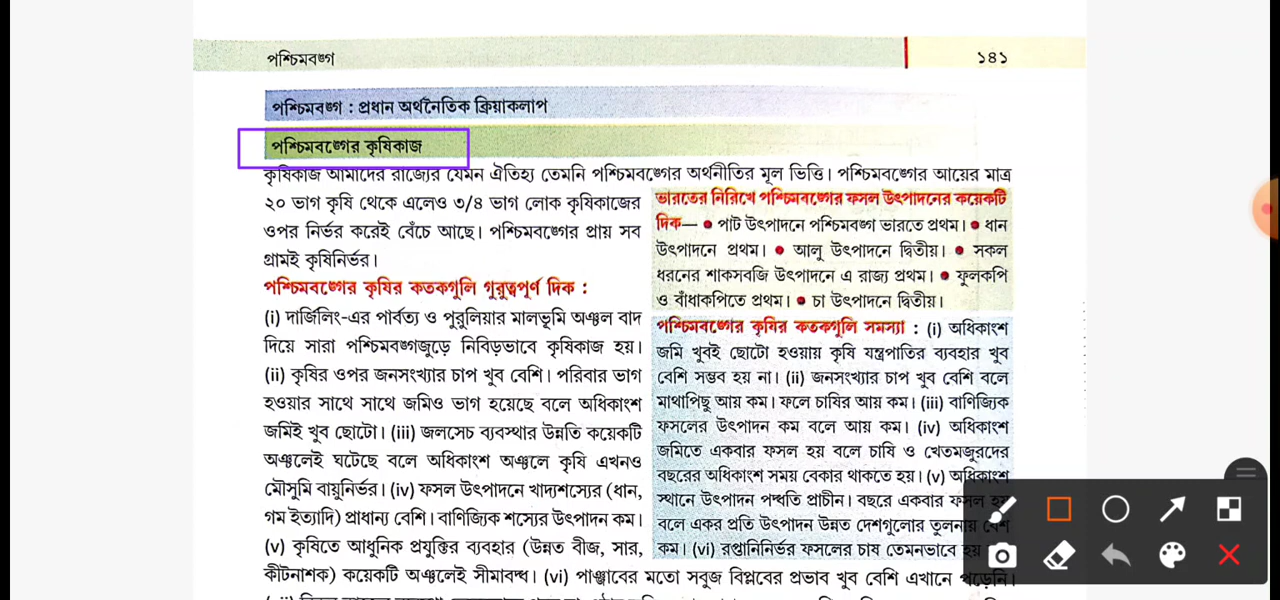 পশ্চিমবঙ্গ
১৪১
পশ্চিমবঙ্গ : প্রধান অর্থনৈতিক ক্রিয়াকলাপ
পশ্চিমবঙ্গের কৃষিকাজ
কৃষিকাজ আমাদের রাজ্যের যেমন ঐতিহ্য তেমনি পশ্চিমবঙ্গের অর্থনীতির মূল ভিত্তি। পশ্চিমবঙ্গের আয়ের মাত্র
২০ ভাগ কৃষি থেকে এলেও ৩/৪ ভাগ লোক কৃষিকাজের
ওপর নির্ভর করেই বেঁচে আছে। পশ্চিমবঙ্গের প্রায় সব
গ্রামই কৃষিনির্ভর।
পশ্চিমবঙ্গের কৃষির কতকগুলি গুরুত্বপূর্ণ দিক :
(i) দার্জিলিং-এর পার্বত্য ও পুরুলিয়ার মালভূমি অঞ্চল বাদ
দিয়ে সারা পশ্চিমবঙ্গজুড়ে নিবিড়ভাবে কৃষিকাজ হয়।
(ii) কৃষির ওপর জনসংখ্যার চাপ খুব বেশি। পরিবার ভাগ
হওয়ার সাথে সাথে জমিও ভাগ হয়েছে বলে অধিকাংশ
জমিই খুব ছোটো। (iii) জলসেচ ব্যবস্থার উন্নতি কয়েকটি
অঞ্চলেই ঘটেছে বলে অধিকাংশ অঞ্চলে কৃষি এখনও
মৌসুমি বায়ুনির্ভর। (iv) ফসল উৎপাদনে খাদ্যশস্যের (ধান,
গম ইত্যাদি) প্রাধান্য বেশি। বাণিজ্যিক শস্যের উৎপাদন কম।
(v) কৃষিতে আধুনিক প্রযুক্তির ব্যবহার (উন্নত বীজ, সার,
কীটনাশক) কয়েকটি অঞ্চলেই সীমাবদ্ধ। (vi) পাঞ্জাবের মতো সবুজ বিপ্লবের প্রভাব খুব বেশি এখানে পড়েনি।
ভারতের নিরিখে পশ্চিমবঙ্গের ফসল উৎপাদনের কয়েকটি
দিক— ● পাট উৎপাদনে পশ্চিমবঙ্গ ভারতে প্রথম। ● ধান
উৎপাদনে প্রথম। ● আলু উৎপাদনে দ্বিতীয়। ● সকল
ধরনের শাকসবজি উৎপাদনে এ রাজ্য প্রথম। ● ফুলকপি
ও বাঁধাকপিতে প্রথম। ● চা উৎপাদনে দ্বিতীয়।
পশ্চিমবঙ্গের কৃষির কতকগুলি সমস্যা : (i) অধিকাংশ
জমি খুবই ছোটো হওয়ায় কৃষি যন্ত্রপাতির ব্যবহার খুব
বেশি সম্ভব হয় না। (ii) জনসংখ্যার চাপ খুব বেশি বলে
মাথাপিছু আয় কম। ফলে চাষির আয় কম। (iii) বাণিজ্যিক
ফসলের উৎপাদন কম বলে আয় কম। (iv) অধিকাংশ
জমিতে একবার ফসল হয় বলে চাষি ও খেতমজুরদের
বছরের অধিকাংশ সময় বেকার থাকতে হয়। (v) অধিকাংশ
স্থানে উৎপাদন পদ্ধতি প্রাচীন। বছরে একবার ফসল হয়
বলে একর প্রতি উৎপাদন উন্নত দেশগুলোর তুলনায় বেশ
কম। (vi) রপ্তানিনির্ভর ফসলের চাষ তেমনভাবে হয়